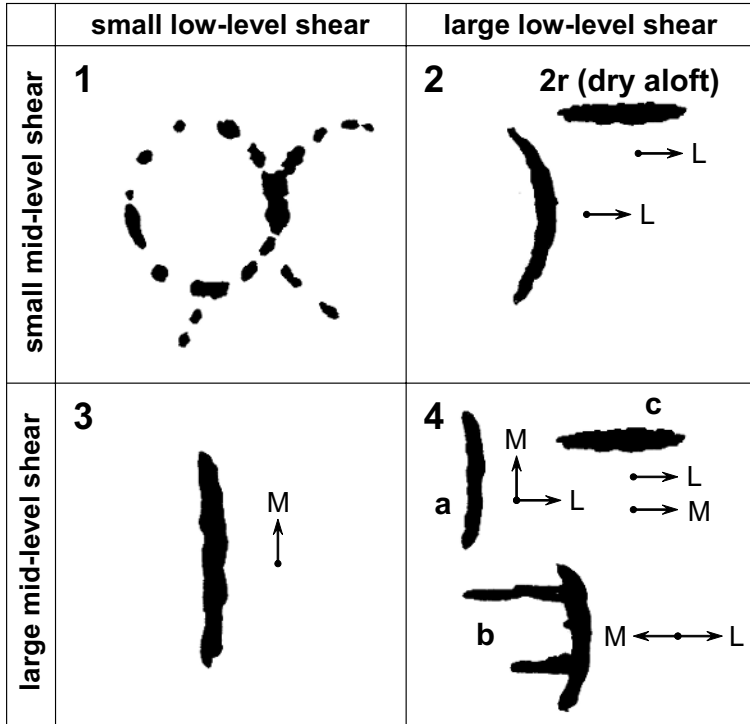 small low-level shear
large low-level shear
small mid-level shear
1
2
2r (dry aloft)
L
L
large mid-level shear
3
M
4
a
M
L
c
L
M
b
M
L